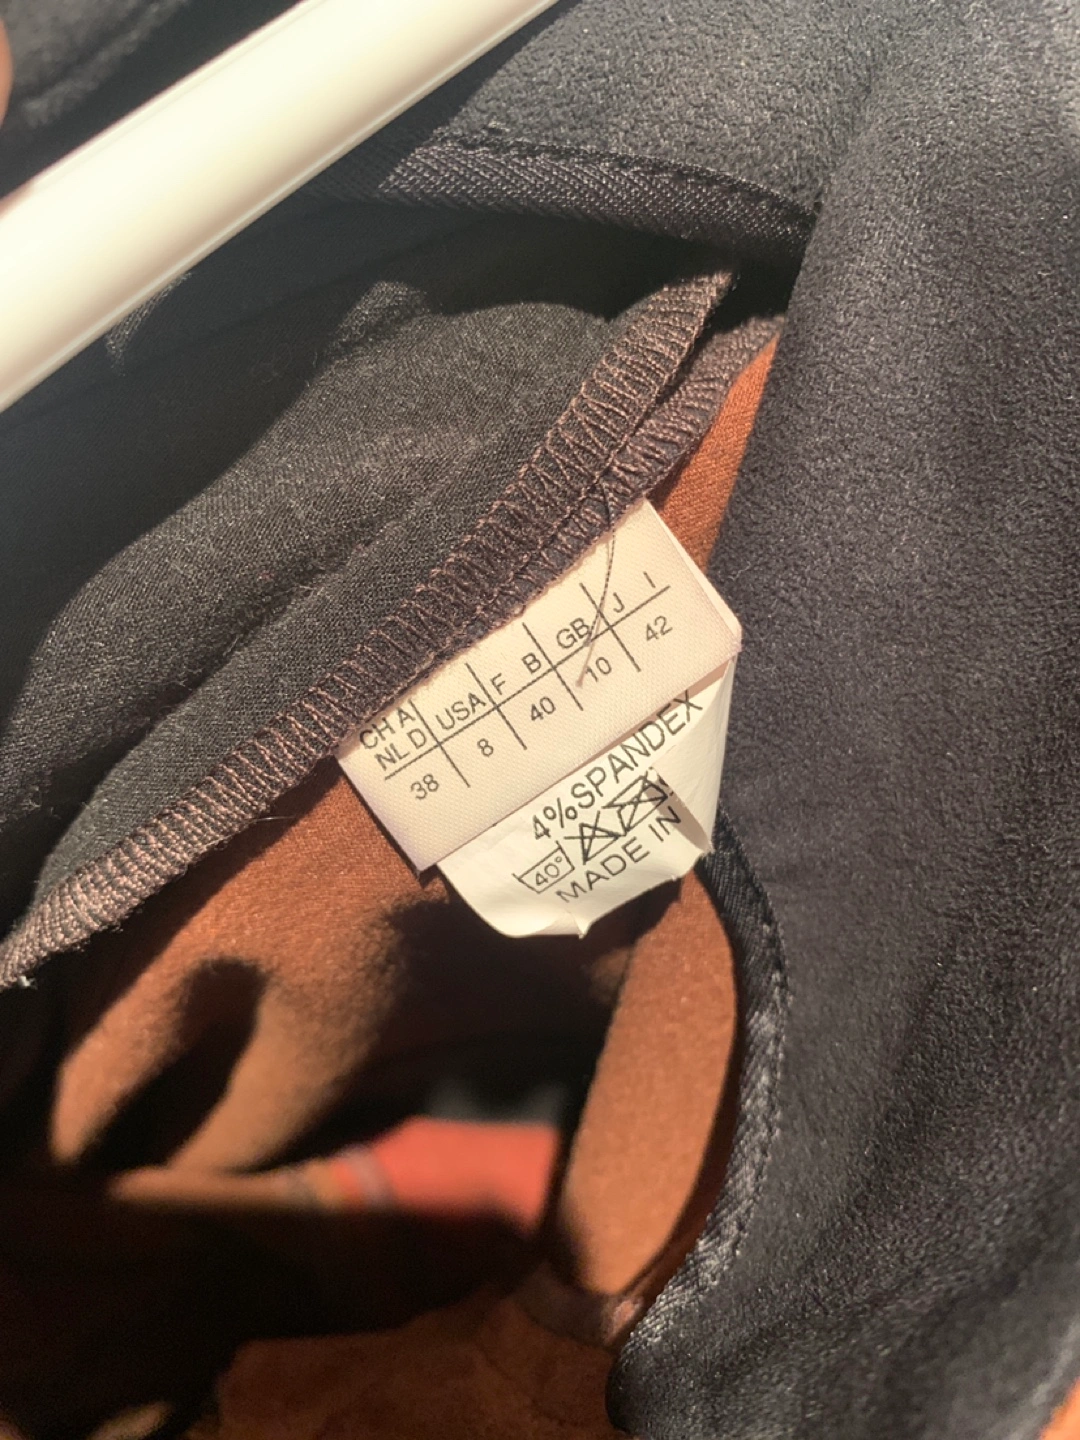 CH A USA F B GB J I
NL D
38 8 40 10 42
4%SPANDEX
40°
MADE IN